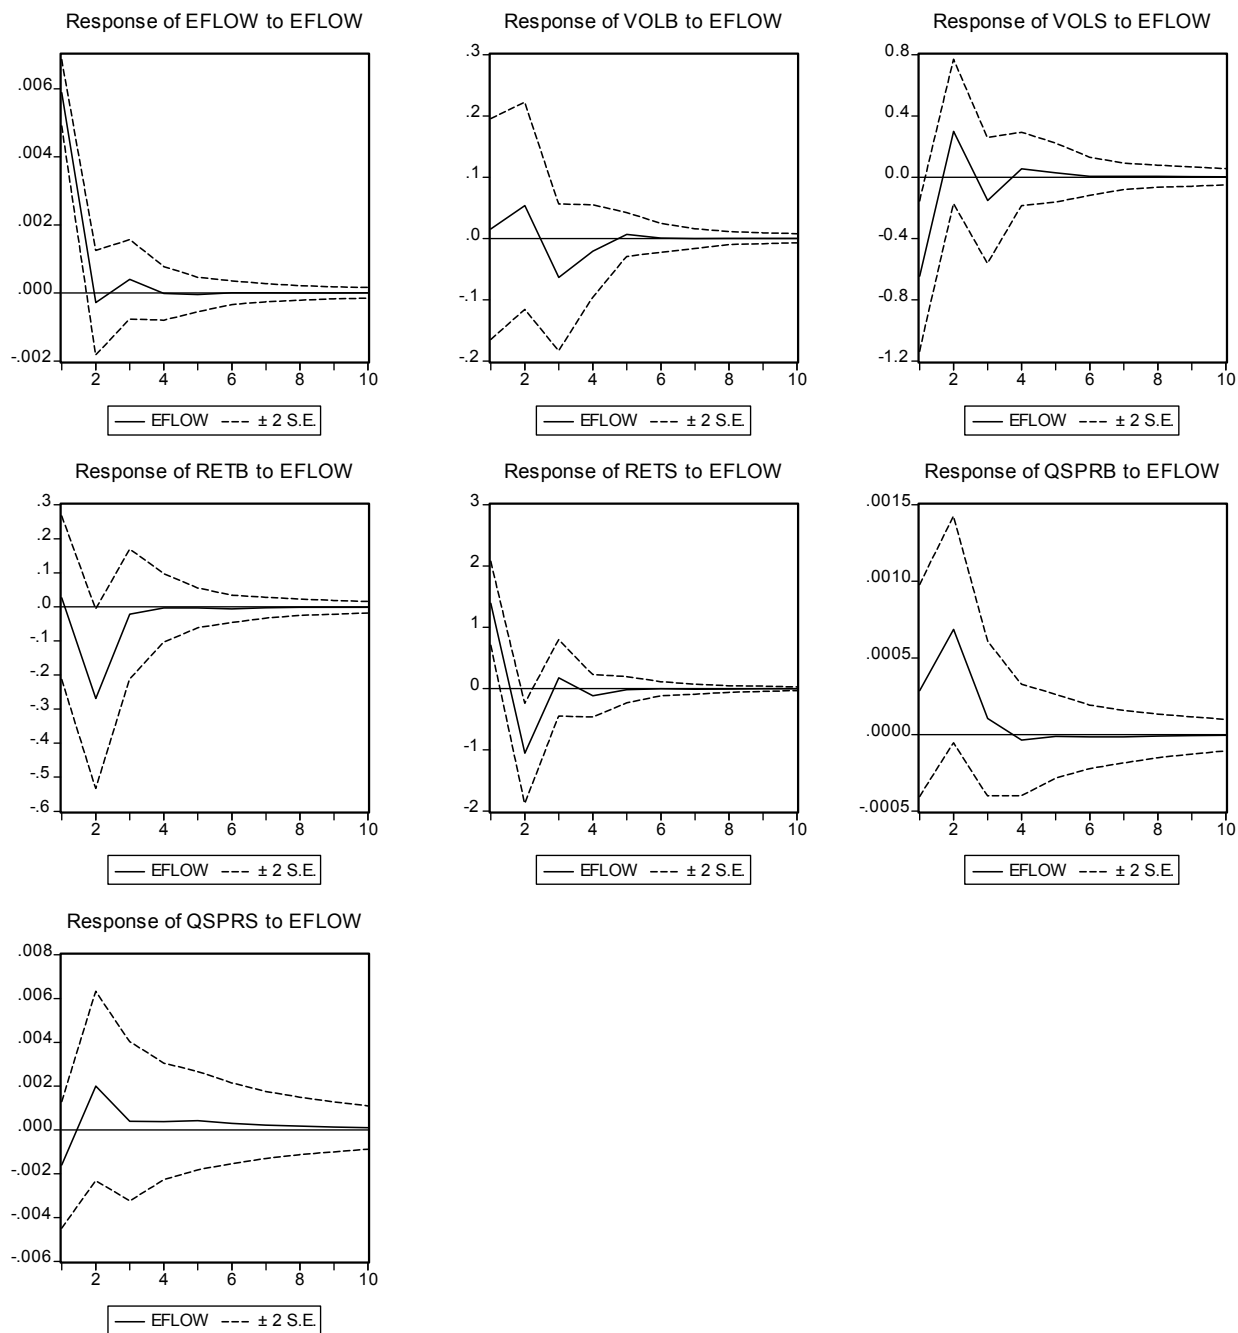 Response of EFLOW to EFLOW
.006
.004
.002
.000
-.002
2 4 6 8 10
EFLOW ± 2 S.E.
Response of VOLB to EFLOW
.3
.2
.1
.0
-.1
-.2
2 4 6 8 10
EFLOW ± 2 S.E.
Response of VOLS to EFLOW
0.8
0.4
0.0
-0.4
-0.8
-1.2
2 4 6 8 10
EFLOW ± 2 S.E.
Response of RETB to EFLOW
.3
.2
.1
.0
-.1
-.2
-.3
-.4
-.5
-.6
2 4 6 8 10
EFLOW ± 2 S.E.
Response of RETS to EFLOW
3
2
1
0
-1
-2
2 4 6 8 10
EFLOW ± 2 S.E.
Response of QSPRB to EFLOW
.0015
.0010
.0005
.0000
-.0005
2 4 6 8 10
EFLOW ± 2 S.E.
Response of QSPRS to EFLOW
.008
.006
.004
.002
.000
-.002
-.004
-.006
2 4 6 8 10
EFLOW ± 2 S.E.